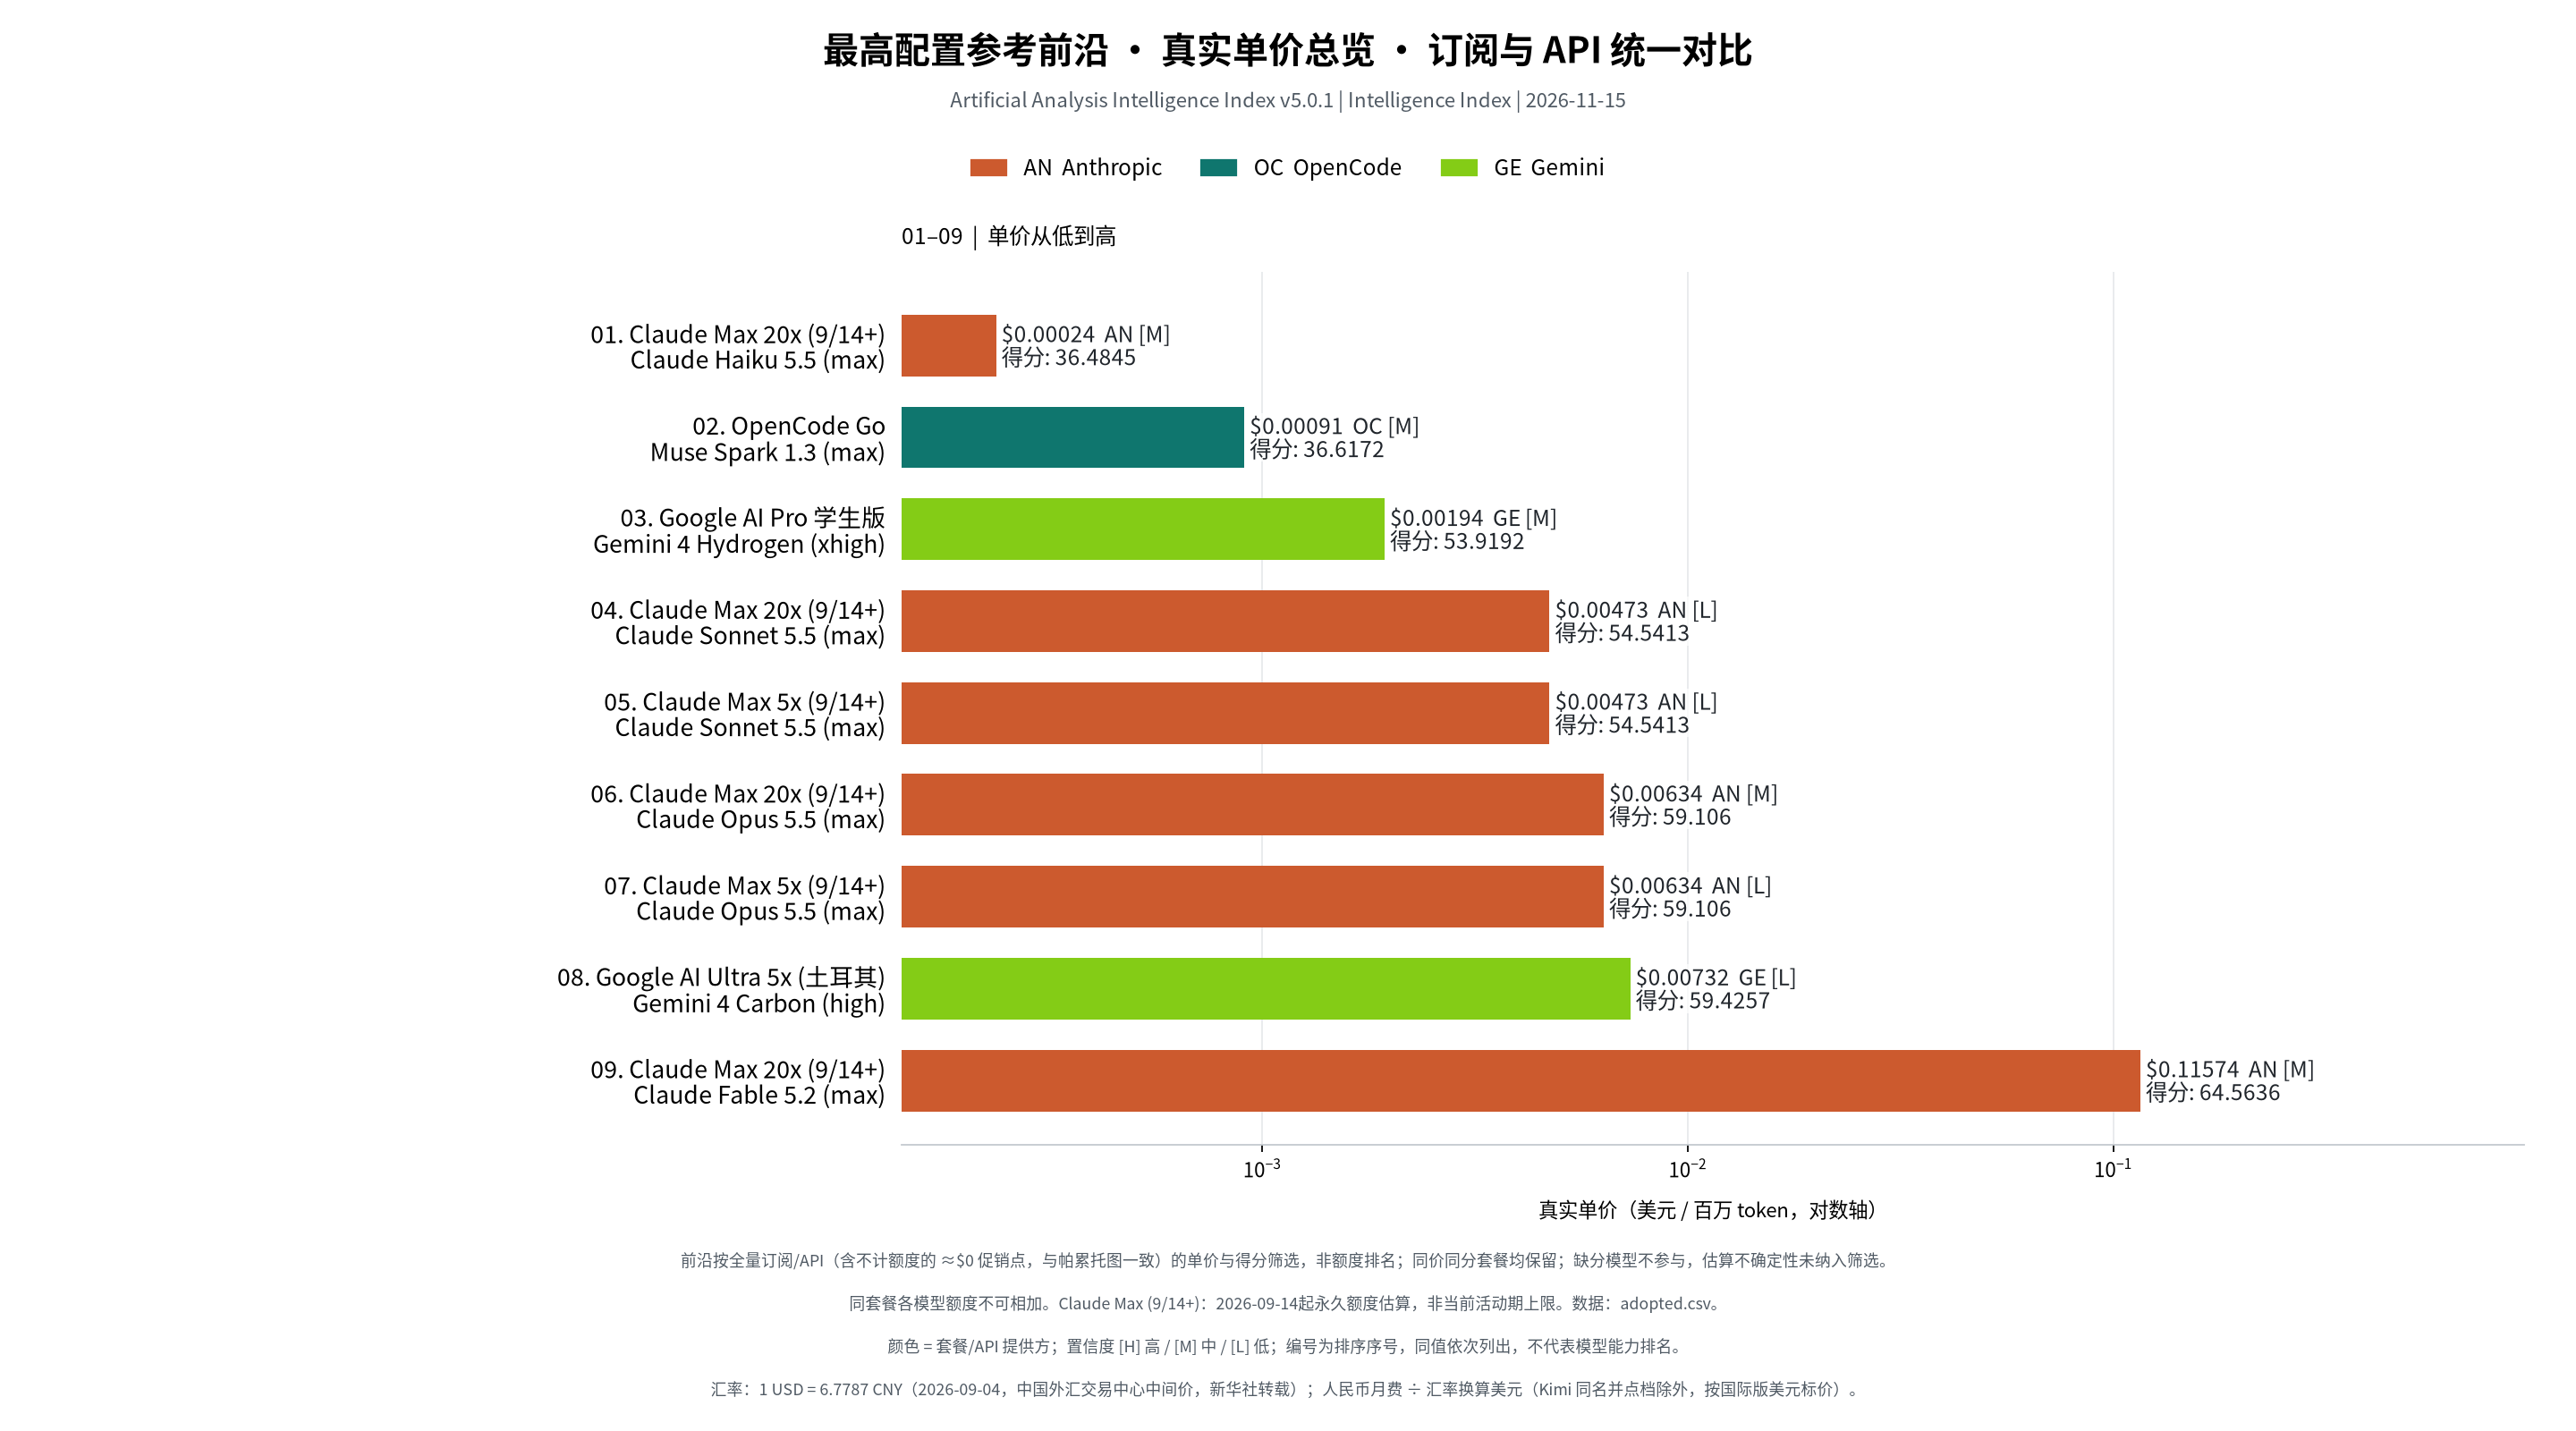 最高配置参考前沿 · 真实单价总览 · 订阅与 API 统一对比
Artificial Analysis Intelligence Index v5.0.1 | Intelligence Index | 2026-11-15
AN Anthropic
OC OpenCode
GE Gemini
01–09 | 单价从低到高
01. Claude Max 20x (9/14+)
Claude Haiku 5.5 (max)
$0.00024 AN [M]
得分: 36.4845
02. OpenCode Go
Muse Spark 1.3 (max)
$0.00091 OC [M]
得分: 36.6172
03. Google AI Pro 学生版
Gemini 4 Hydrogen (xhigh)
$0.00194 GE [M]
得分: 53.9192
04. Claude Max 20x (9/14+)
Claude Sonnet 5.5 (max)
$0.00473 AN [L]
得分: 54.5413
05. Claude Max 5x (9/14+)
Claude Sonnet 5.5 (max)
$0.00473 AN [L]
得分: 54.5413
06. Claude Max 20x (9/14+)
Claude Opus 5.5 (max)
$0.00634 AN [M]
得分: 59.106
07. Claude Max 5x (9/14+)
Claude Opus 5.5 (max)
$0.00634 AN [L]
得分: 59.106
08. Google AI Ultra 5x (土耳其)
Gemini 4 Carbon (high)
$0.00732 GE [L]
得分: 59.4257
09. Claude Max 20x (9/14+)
Claude Fable 5.2 (max)
$0.11574 AN [M]
得分: 64.5636
10⁻³
10⁻²
10⁻¹
真实单价（美元 / 百万 token，对数轴）
前沿按全量订阅/API（含不计额度的 ≈$0 促销点，与帕累托图一致）的单价与得分筛选，非额度排名；同价同分套餐均保留；缺分模型不参与，估算不确定性未纳入筛选。
同套餐各模型额度不可相加。Claude Max (9/14+)：2026-09-14起永久额度估算，非当前活动期上限。数据：adopted.csv。
颜色 = 套餐/API 提供方；置信度 [H] 高 / [M] 中 / [L] 低；编号为排序序号，同值依次列出，不代表模型能力排名。
汇率：1 USD = 6.7787 CNY（2026-09-04，中国外汇交易中心中间价，新华社转载）；人民币月费 ÷ 汇率换算美元（Kimi 同名并点档除外，按国际版美元标价）。